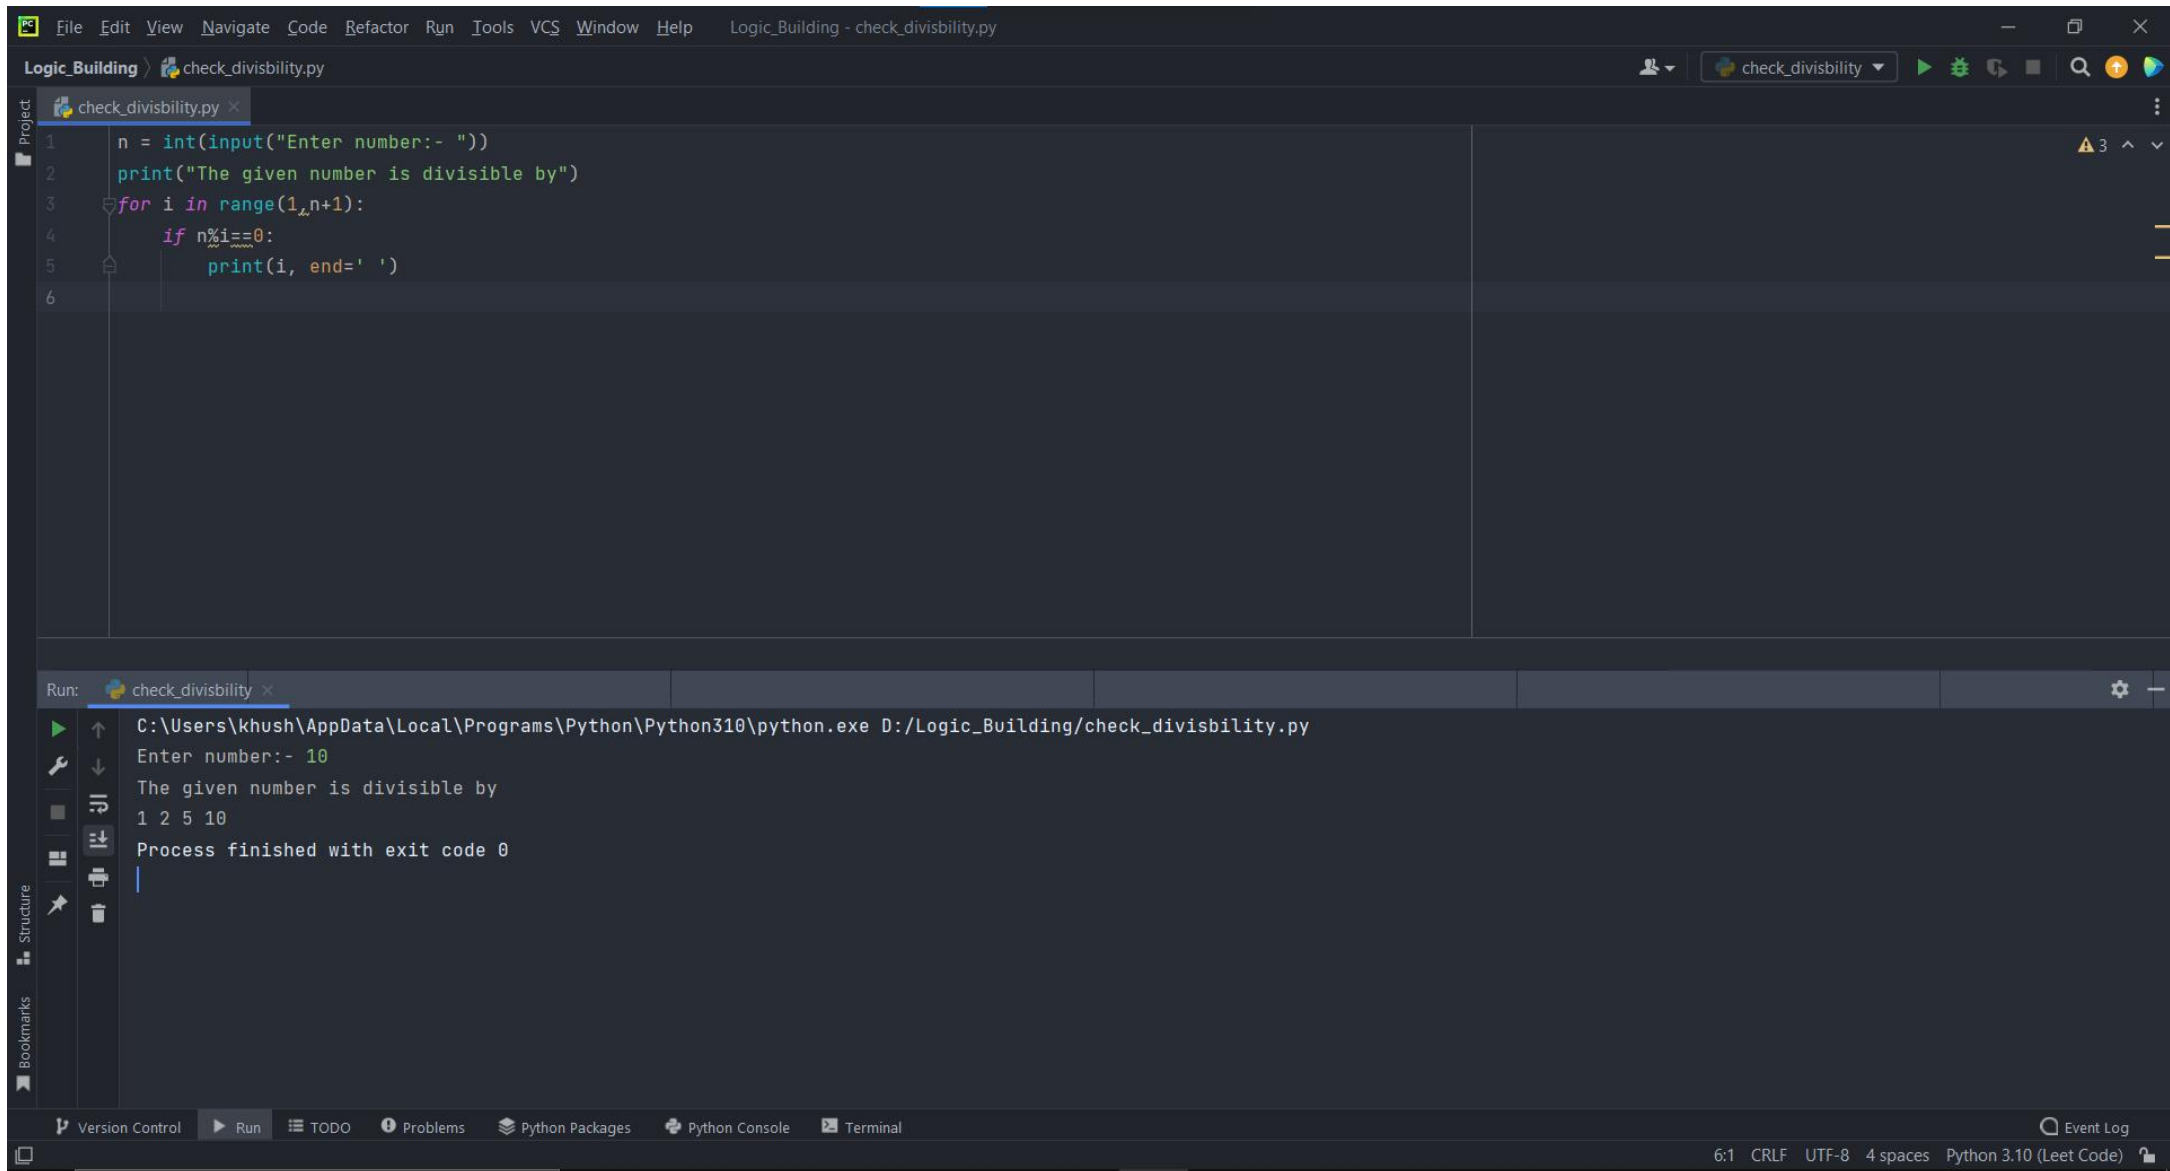 PC File Edit View Navigate Code Refactor Run Tools VCS Window Help Logic_Building - check_divisbility.py
Logic_Building check_divisbility.py check_divisbility
Project
check_divisbility.py
1 n = int(input("Enter number:- "))
2 print("The given number is divisible by")
3 for i in range(1,n+1):
4 if n%i==0:
5 print(i, end=' ')
6
3
Run: check_divisbility
C:\Users\khush\AppData\Local\Programs\Python\Python310\python.exe D:/Logic_Building/check_divisbility.py
Enter number:- 10
The given number is divisible by
1 2 5 10
Process finished with exit code 0
Structure
Bookmarks
Version Control Run TODO Problems Python Packages Python Console Terminal Event Log
6:1 CRLF UTF-8 4 spaces Python 3.10 (Leet Code)